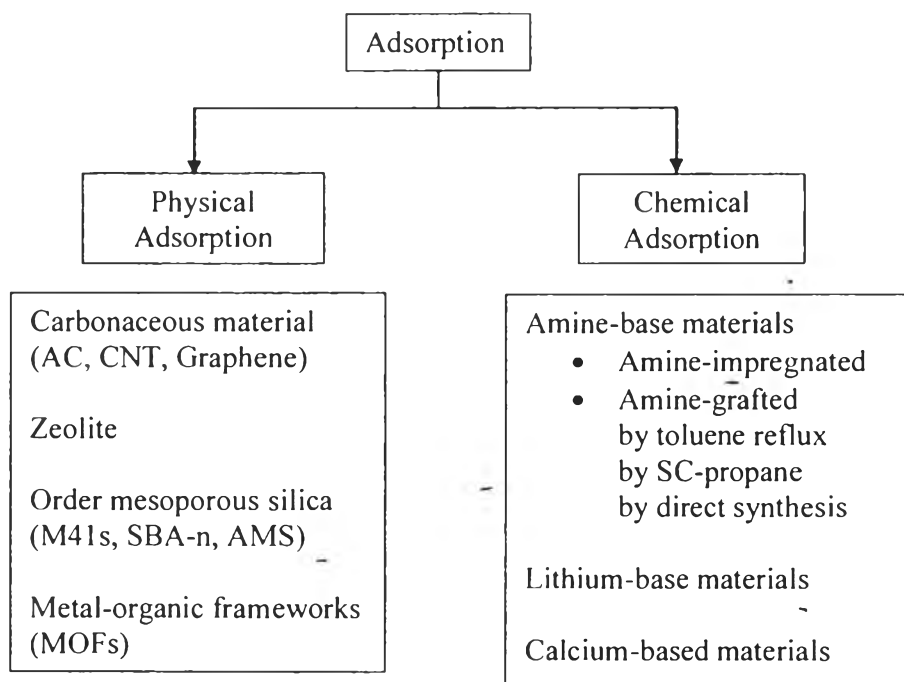 Adsorption
Physical
Adsorption
Chemical
Adsorption
Carbonaceous material
(AC, CNT, Graphene)
Zeolite
Order mesoporous silica
(M41s, SBA-n, AMS)
Metal-organic frameworks
(MOFs)
Amine-base materials
• Amine-impregnated
• Amine-grafted
by toluene reflux
by SC-propane
by direct synthesis
Lithium-base materials
Calcium-based materials